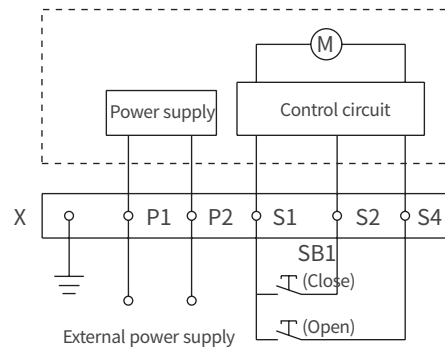 M
Power supply
Control circuit
X P1 P2 S1 S2 S4
SB1
(Close)
(Open)
External power supply